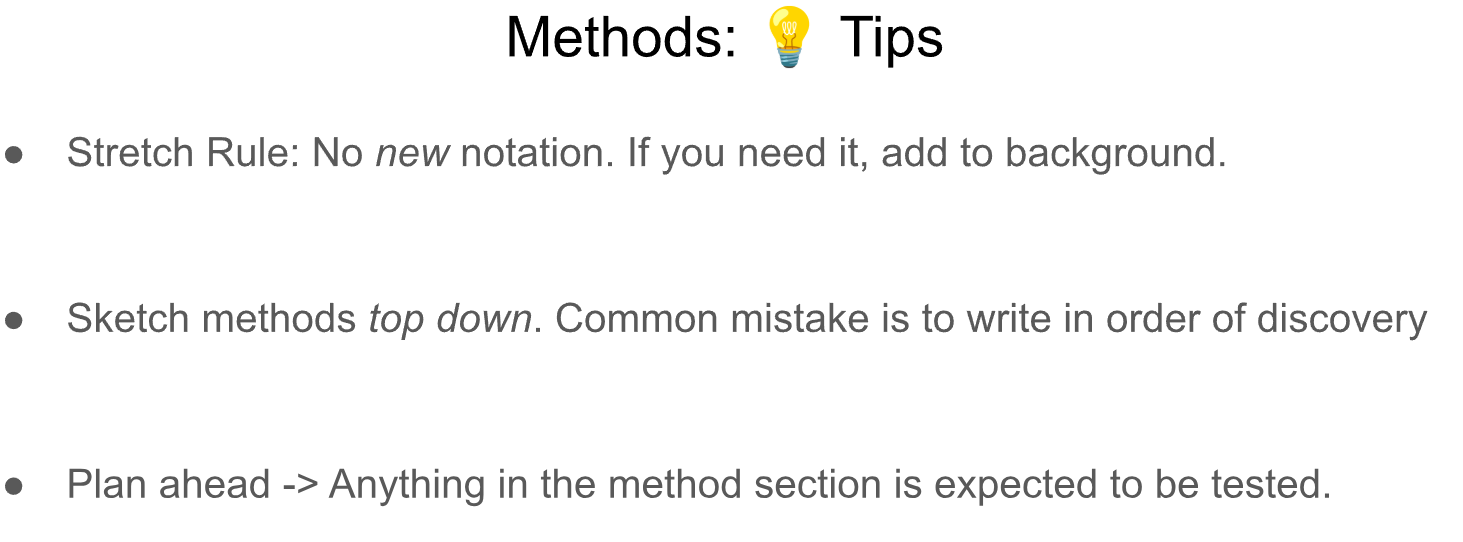 Methods: 💡 Tips
● Stretch Rule: No new notation. If you need it, add to background.
● Sketch methods top down. Common mistake is to write in order of discovery
● Plan ahead -> Anything in the method section is expected to be tested.